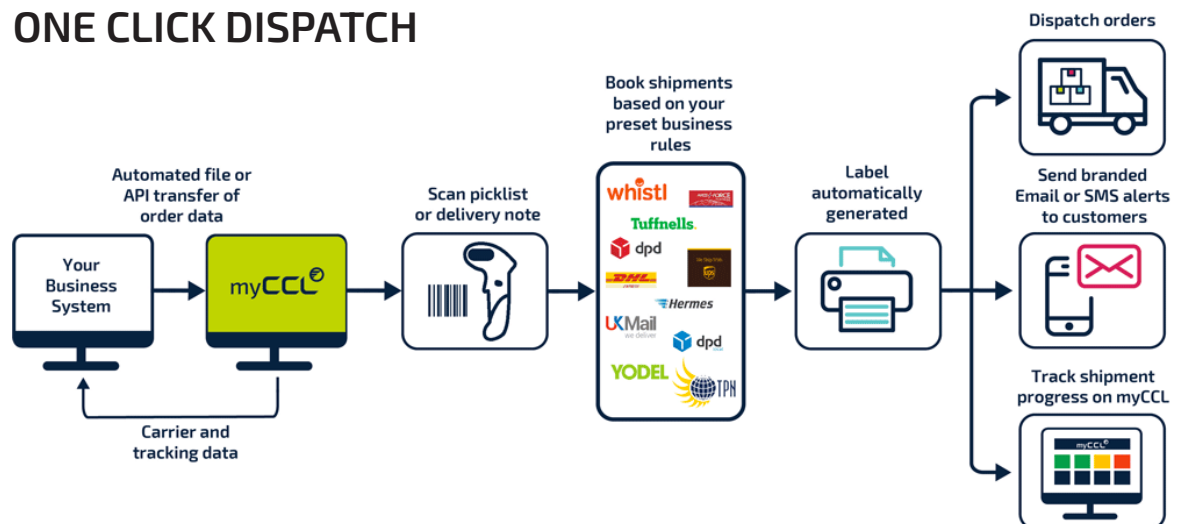 ONE CLICK DISPATCH
Automated file or
API transfer of
order data
Your
Business
System
myCCL
Carrier and
tracking data
Scan picklist
or delivery note
Book shipments
based on your
preset business
rules
whistl
Tuffnells.
dpd
DHL
ups
Hermes
UKMail
we deliver
dpd
YODEL
TPN
Label
automatically
generated
Dispatch orders
Send branded
Email or SMS alerts
to customers
Track shipment
progress on myCCL
myCCL